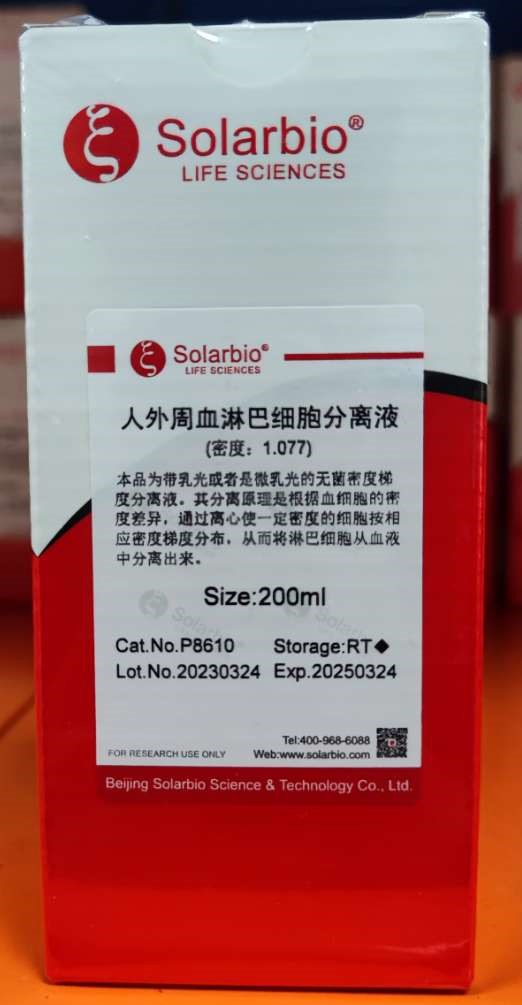 Solarbio®
LIFE SCIENCES
Solarbio®
LIFE SCIENCES
人外周血淋巴细胞分离液
(密度：1.077)
本品为带乳光或者是微乳光的无菌密度梯
度分离液。其分离原理是根据血细胞的密
度差异，通过离心使一定密度的细胞按相
应密度梯度分布，从而将淋巴细胞从血液
中分离出来。
Size:200ml
Cat.No.P8610 Storage:RT◆
Lot.No.20230324 Exp.20250324
Tel:400-968-6088
FOR RESEARCH USE ONLY Web:www.solarbio.com
Beijing Solarbio Science & Technology Co., Ltd.